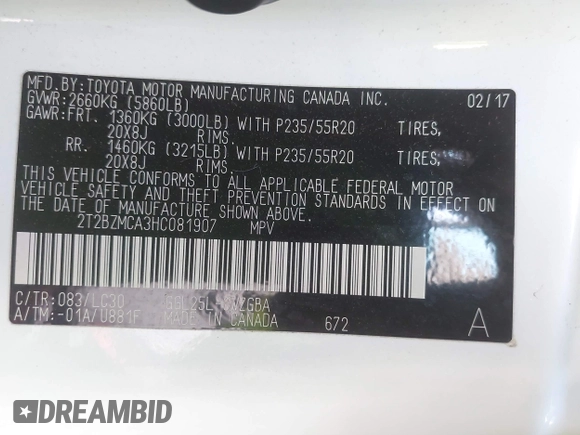 MFD.BY:TOYOTA MOTOR MANUFACTURING CANADA INC. 02/17
GVWR:2660KG (5860LB)
GAWR:FRT. 1360KG (3000LB) WITH P235/55R20 TIRES,
20X8J RIMS.
RR. 1460KG (3215LB) WITH P235/55R20 TIRES,
20X8J RIMS.
THIS VEHICLE CONFORMS TO ALL APPLICABLE FEDERAL MOTOR
VEHICLE SAFETY AND THEFT PREVENTION STANDARDS IN EFFECT ON
THE DATE OF MANUFACTURE SHOWN ABOVE.
2T2BZMCA3HC081907 MPV
C/TR:083/LC30
A/TM:-01A/U881F MADE IN CANADA 672 A
DREAMBID